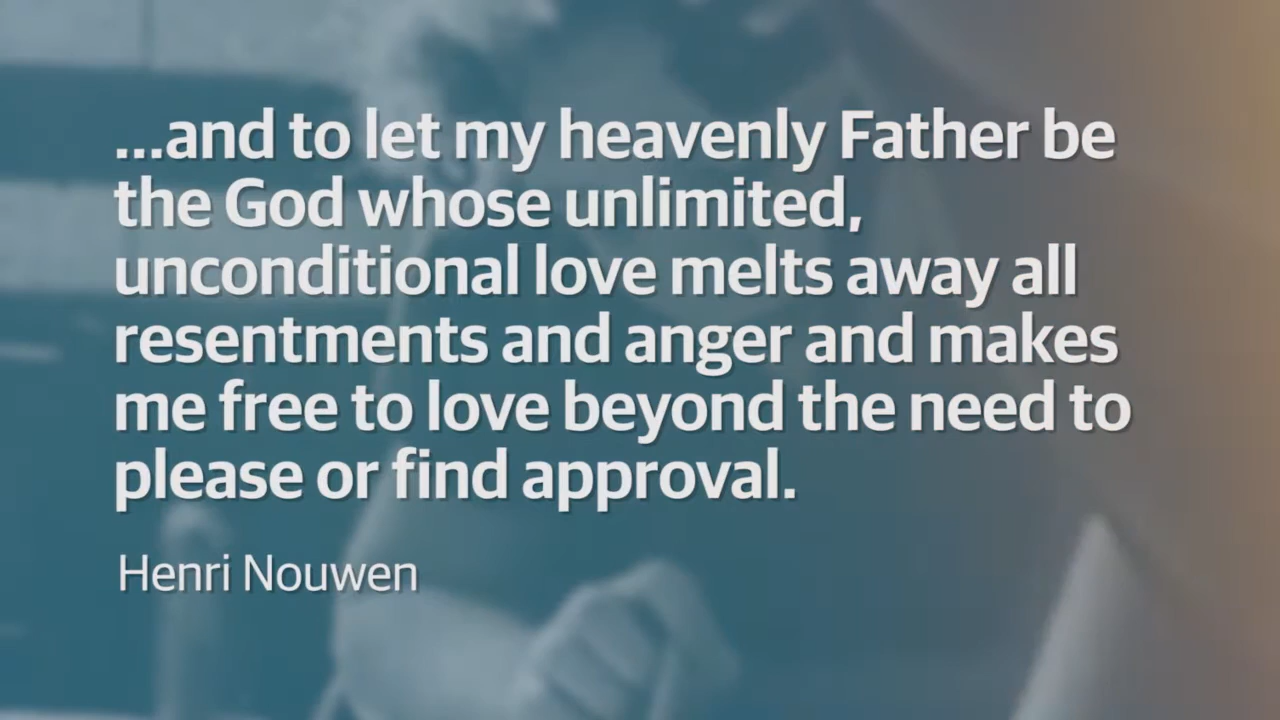 ...and to let my heavenly Father be
the God whose unlimited,
unconditional love melts away all
resentments and anger and makes
me free to love beyond the need to
please or find approval.
Henri Nouwen